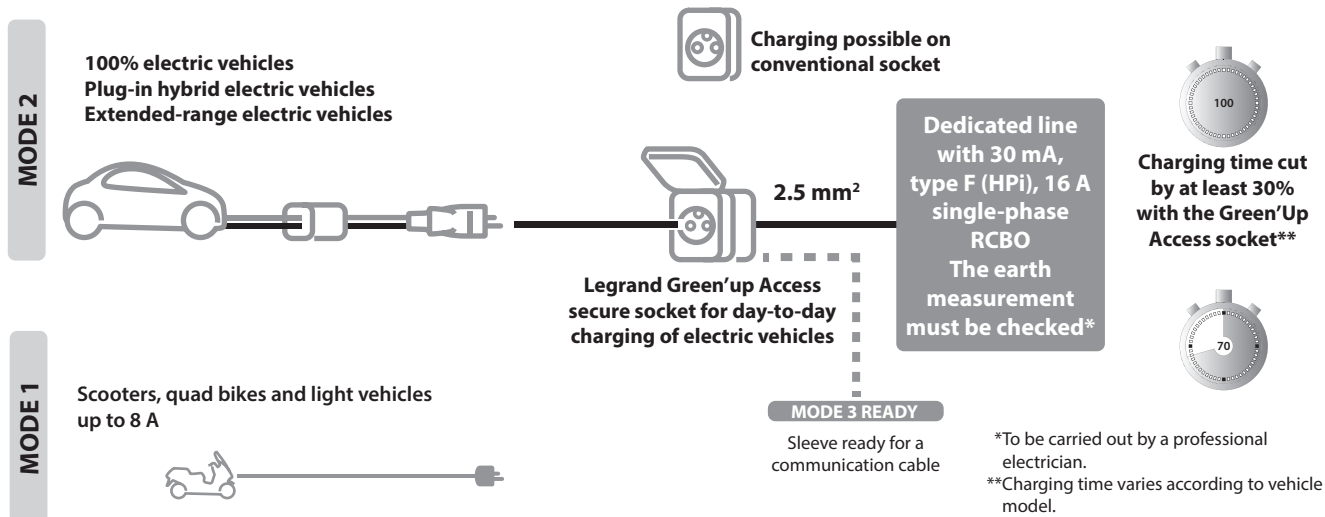 MODE 2
100% electric vehicles
Plug-in hybrid electric vehicles
Extended-range electric vehicles
Charging possible on
conventional socket
2.5 mm²
Legrand Green’up Access
secure socket for day-to-day
charging of electric vehicles
Dedicated line
with 30 mA,
type F (HPi), 16 A
single-phase
RCBO
The earth
measurement
must be checked*
100
Charging time cut
by at least 30%
with the Green’Up
Access socket**
70
MODE 1
Scooters, quad bikes and light vehicles
up to 8 A
MODE 3 READY
Sleeve ready for a
communication cable
*To be carried out by a professional
electrician.
**Charging time varies according to vehicle
model.